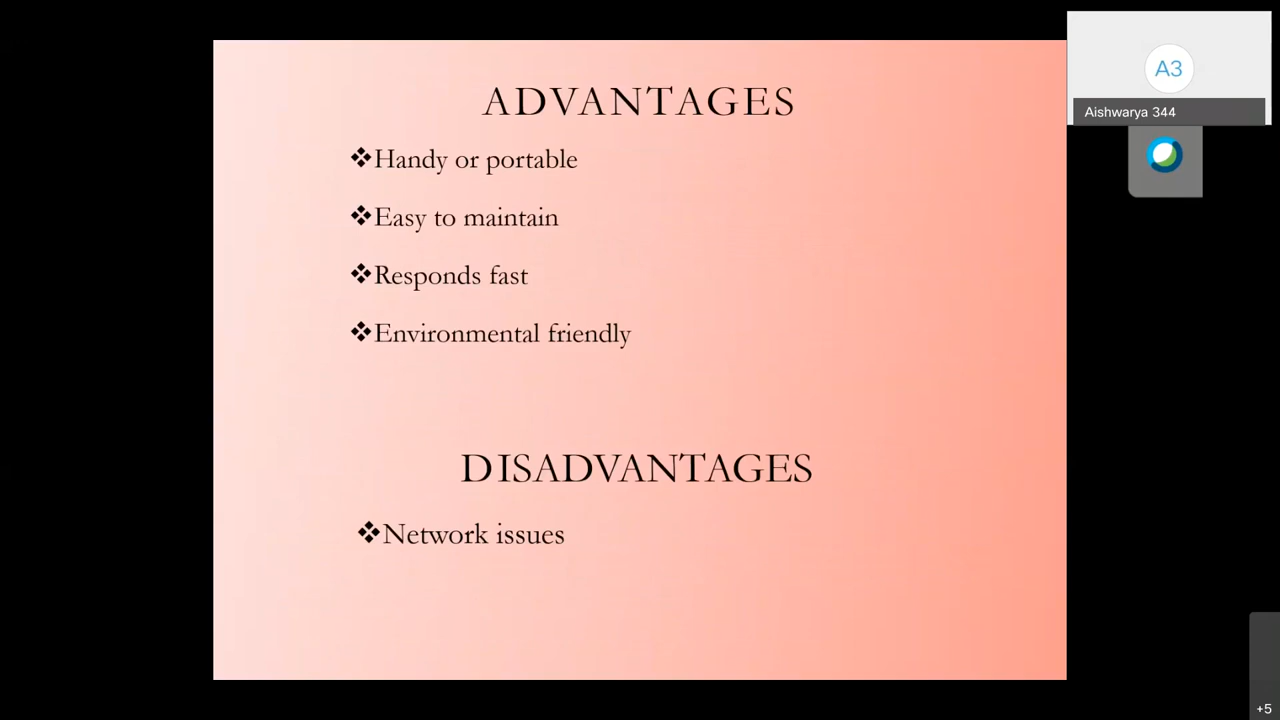 ADVANTAGES
❖Handy or portable
❖Easy to maintain
❖Responds fast
❖Environmental friendly
DISADVANTAGES
❖Network issues
A3
Aishwarya 344
+5